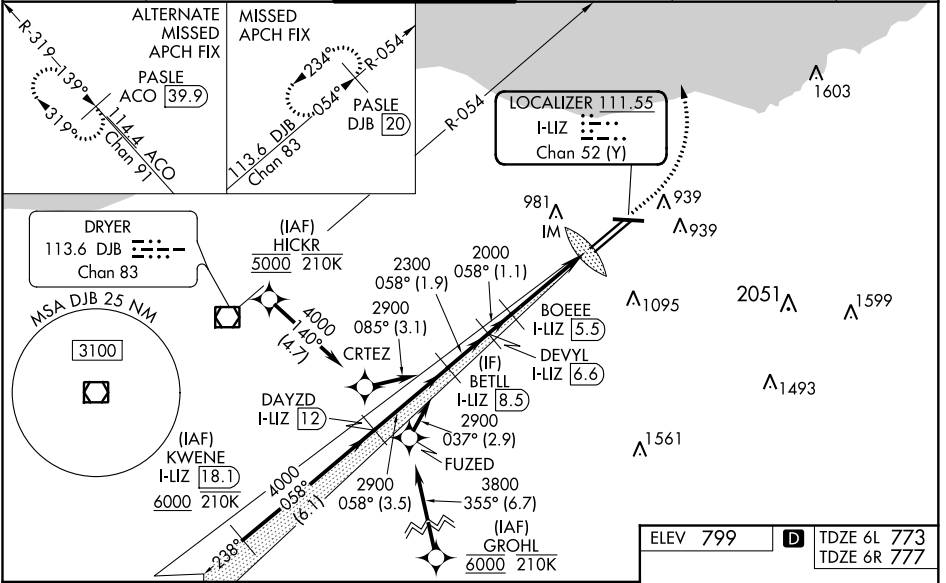 ALTERNATE
MISSED
APCH FIX
PASLE
ACO 39.9
R-319
139°
319°
114.4 ACO
Chan 91
MISSED
APCH FIX
234°
R-054
054°
PASLE
DJB 20
113.6 DJB
Chan 83
R-054
LOCALIZER 111.55
I-LIZ
Chan 52 (Y)
1603
981
IM
939
939
DRYER
113.6 DJB
Chan 83
(IAF)
HICKR
5000 210K
4000
140°
(4.7)
2300
058° (1.9)
2000
058° (1.1)
2900
085° (3.1)
CRTEZ
BOEEE
I-LIZ 5.5
DEVYL
I-LIZ 6.6
1095
2051
1599
1493
1561
MSA DJB 25 NM
3100
(IF)
BETLL
I-LIZ 8.5
DAYZD
I-LIZ 12
2900
037° (2.9)
FUZED
(IAF)
KWENE
I-LIZ 18.1
6000 210K
4000
058°
(6.1)
238°
2900
058° (3.5)
3800
355° (6.7)
(IAF)
GROHL
6000 210K
ELEV 799
D
TDZE 6L 773
TDZE 6R 777